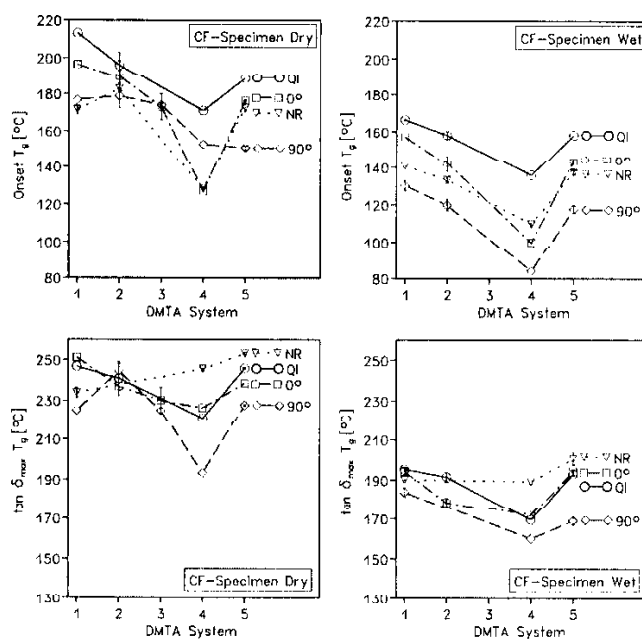 220
200
180
160
140
120
100
80
Onset Tg [°C]
CF-Specimen Dry
QI
0°
NR
90°
1 2 3 4 5
DMTA System
220
200
180
160
140
120
100
80
Onset Tg [°C]
CF-Specimen Wet
QI
0°
NR
90°
1 2 3 4 5
DMTA System
250
230
210
190
170
150
130
tan δmax Tg [°C]
NR
QI
0°
90°
CF-Specimen Dry
1 2 3 4 5
DMTA System
250
230
210
190
170
150
130
tan δmax Tg [°C]
NR
0°
QI
90°
CF-Specimen Wet
1 2 3 4 5
DMTA System